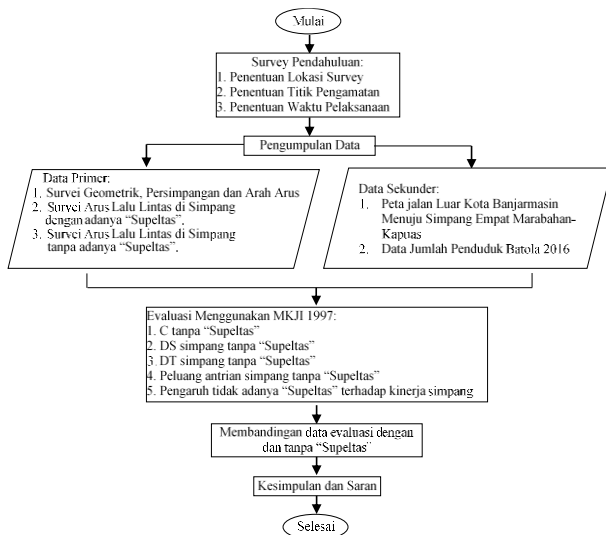 Mulai
Survey Pendahuluan:
1. Penentuan Lokasi Survey
2. Penentuan Titik Pengamatan
3. Penentuan Waktu Pelaksanaan
Pengumpulan Data
Data Primer:
1. Survei Geometrik, Persimpangan dan Arah Arus
2. Survei Arus Lalu Lintas di Simpang
dengan adanya “Supeltas”.
3. Survei Arus Lalu Lintas di Simpang
tanpa adanya “Supeltas”.
Data Sekunder:
1. Peta jalan Luar Kota Banjarmasin
Menuju Simpang Empat Marabahan-
Kapuas
2. Data Jumlah Penduduk Batola 2016
Evaluasi Menggunakan MKJI 1997:
1. C tanpa “Supeltas”
2. DS simpang tanpa “Supeltas”
3. DT simpang tanpa “Supeltas”
4. Peluang antrian simpang tanpa “Supeltas”
5. Pengaruh tidak adanya “Supeltas” terhadap kinerja simpang
Membandingan data evaluasi dengan
dan tanpa “Supeltas”
Kesimpulan dan Saran
Selesai